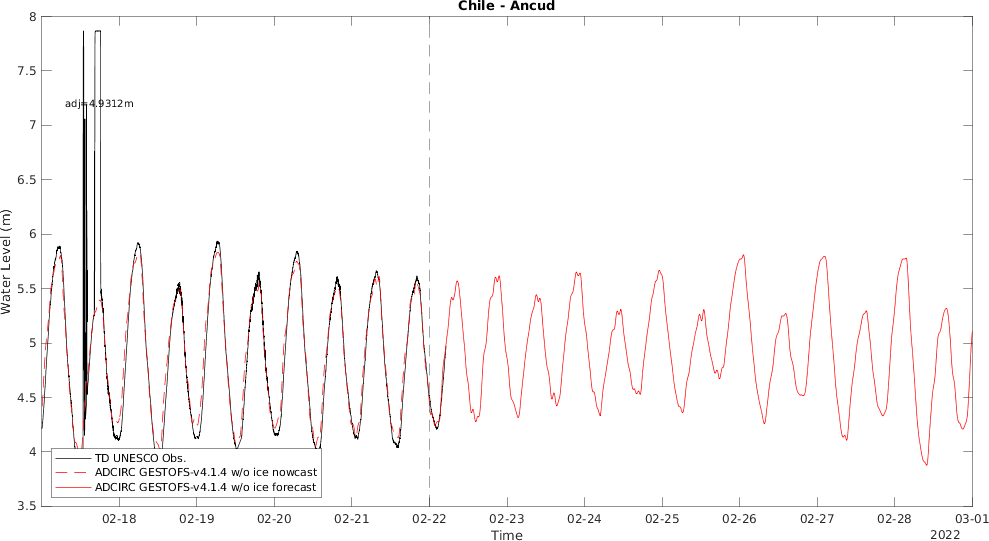 Chile - Ancud
8
7.5
7
6.5
6
5.5
5
4.5
4
3.5
Water Level (m)
adj=4.9312m
TD UNESCO Obs.
ADCIRC GESTOFS-v4.1.4 w/o ice nowcast
ADCIRC GESTOFS-v4.1.4 w/o ice forecast
02-18 02-19 02-20 02-21 02-22 02-23 02-24 02-25 02-26 02-27 02-28 03-01
Time
2022